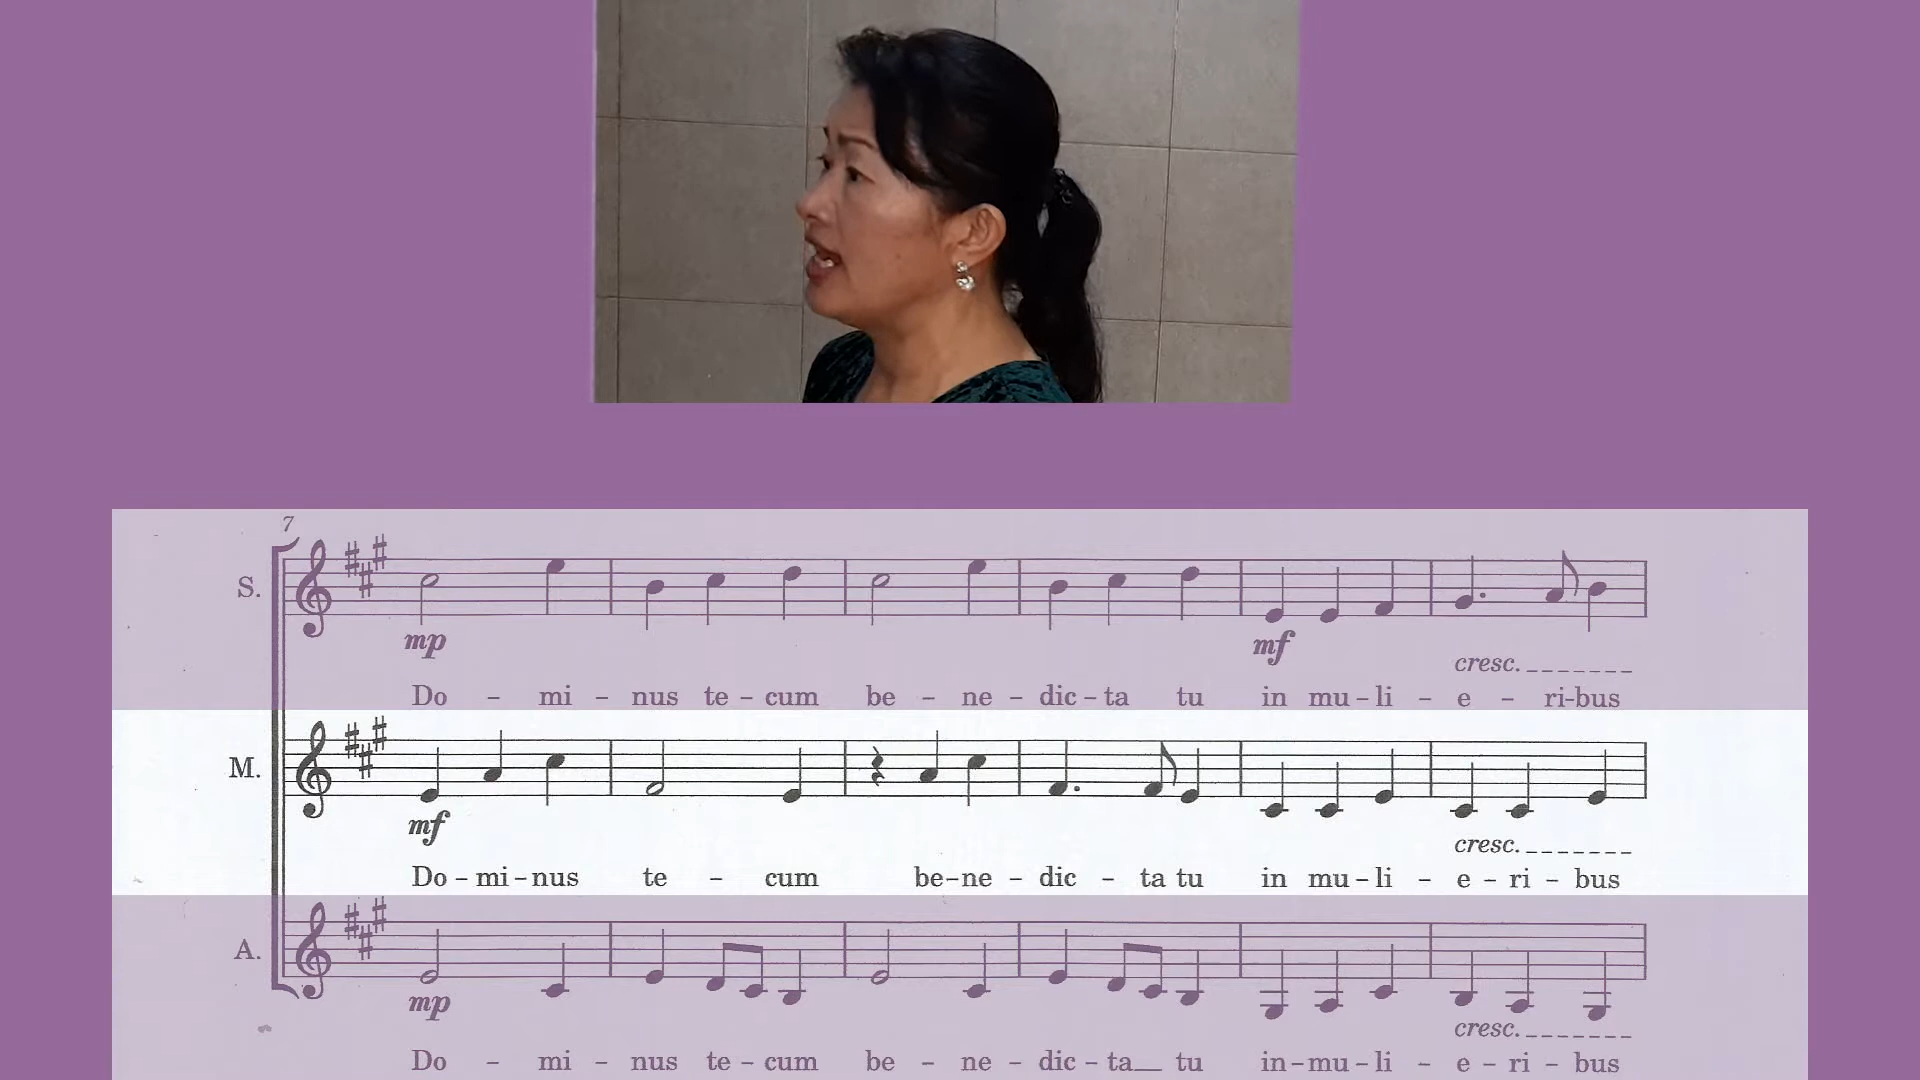 7
S.
mp mf cresc.
Do - mi - nus te - cum be - ne - dic - ta tu in mu - li - e - ri-bus
M.
mf cresc.
Do - mi - nus te - cum be-ne - dic - ta tu in mu - li - e - ri - bus
A.
mp cresc.
Do - mi - nus te - cum be - ne - dic - ta__ tu in-mu-li - e - ri - bus